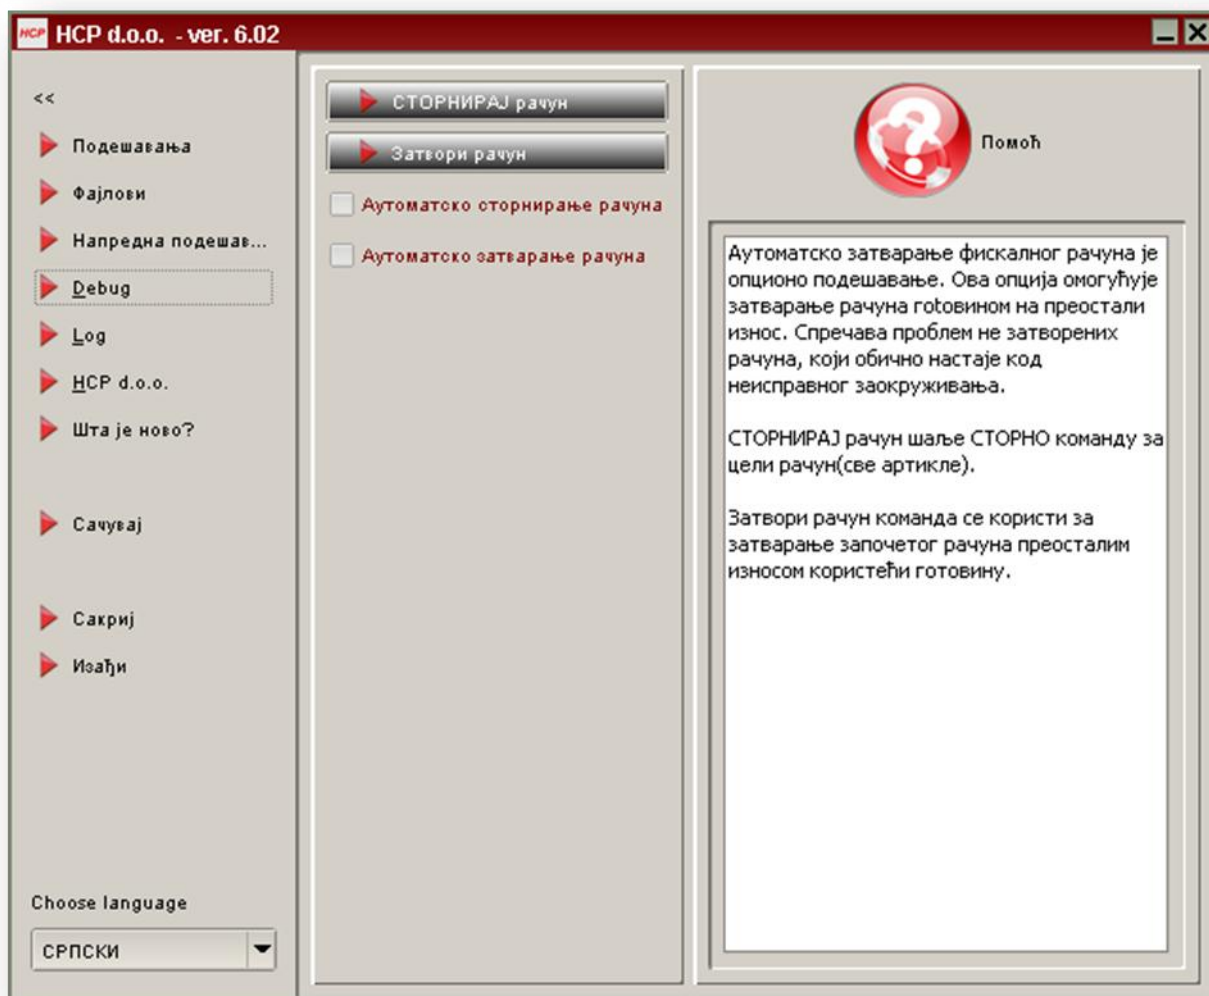 HCP HCP d.o.o. - ver. 6.02
<<
Подешавања
Фајлови
Напредна подешав...
Debug
Log
HCP d.o.o.
Шта је ново?
Сачувај
Сакриј
Изађи
Choose language
СРПСКИ
СТОРНИРАЈ рачун
Затвори рачун
Аутоматско сторнирање рачуна
Аутоматско затварање рачуна
Помоћ
Аутоматско затварање фискалног рачуна је
опционо подешавање. Ова опција омогућује
затварање рачуна гоtовином на преостали
износ. Спречава проблем не затворених
рачуна, који обично настаје код
неисправног заокруживања.
СТОРНИРАЈ рачун шаље СТОРНО команду за
цели рачун(све артикле).
Затвори рачун команда се користи за
затварање започетог рачуна преосталим
износом користећи готовину.